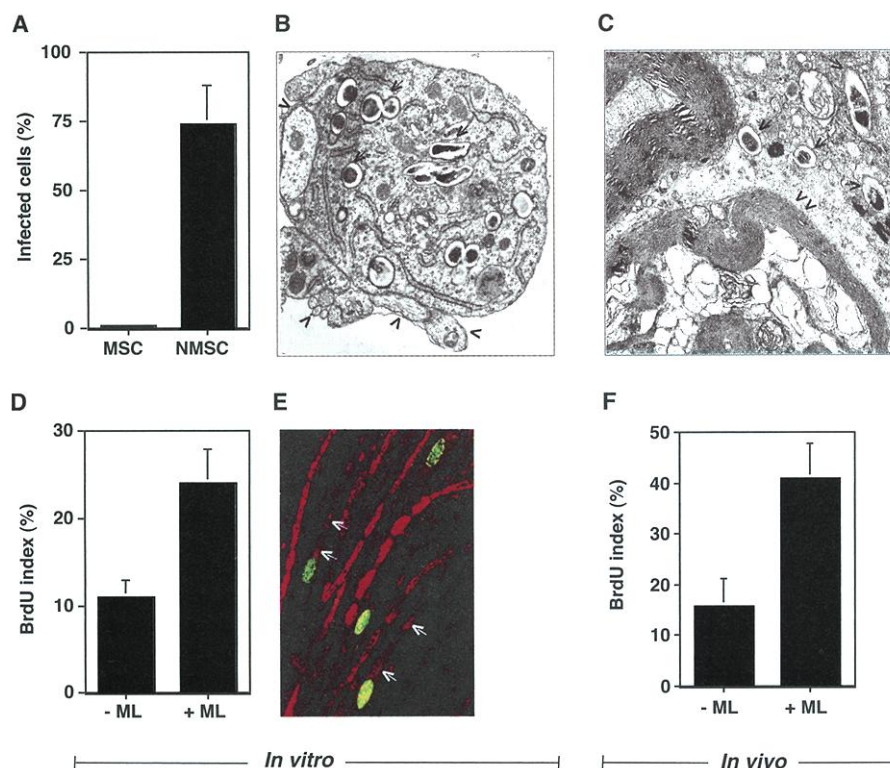 A
Infected cells (%)
100
75
50
25
0
MSC NMSC
B
C
D
BrdU index (%)
30
20
10
0
- ML + ML
E
F
BrdU index (%)
50
40
30
20
10
0
- ML + ML
In vitro
In vivo